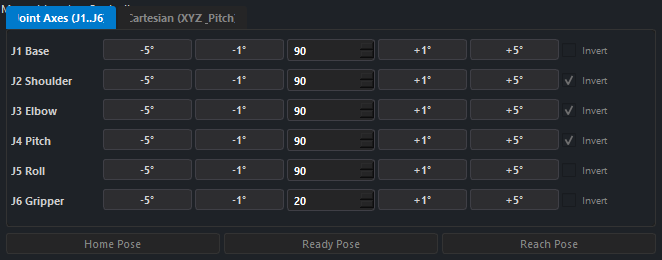 Joint Axes (J1..J6) Cartesian (XYZ_Pitch)
J1 Base -5° -1° 90 +1° +5° Invert
J2 Shoulder -5° -1° 90 +1° +5° Invert
J3 Elbow -5° -1° 90 +1° +5° Invert
J4 Pitch -5° -1° 90 +1° +5° Invert
J5 Roll -5° -1° 90 +1° +5° Invert
J6 Gripper -5° -1° 20 +1° +5° Invert
Home Pose Ready Pose Reach Pose